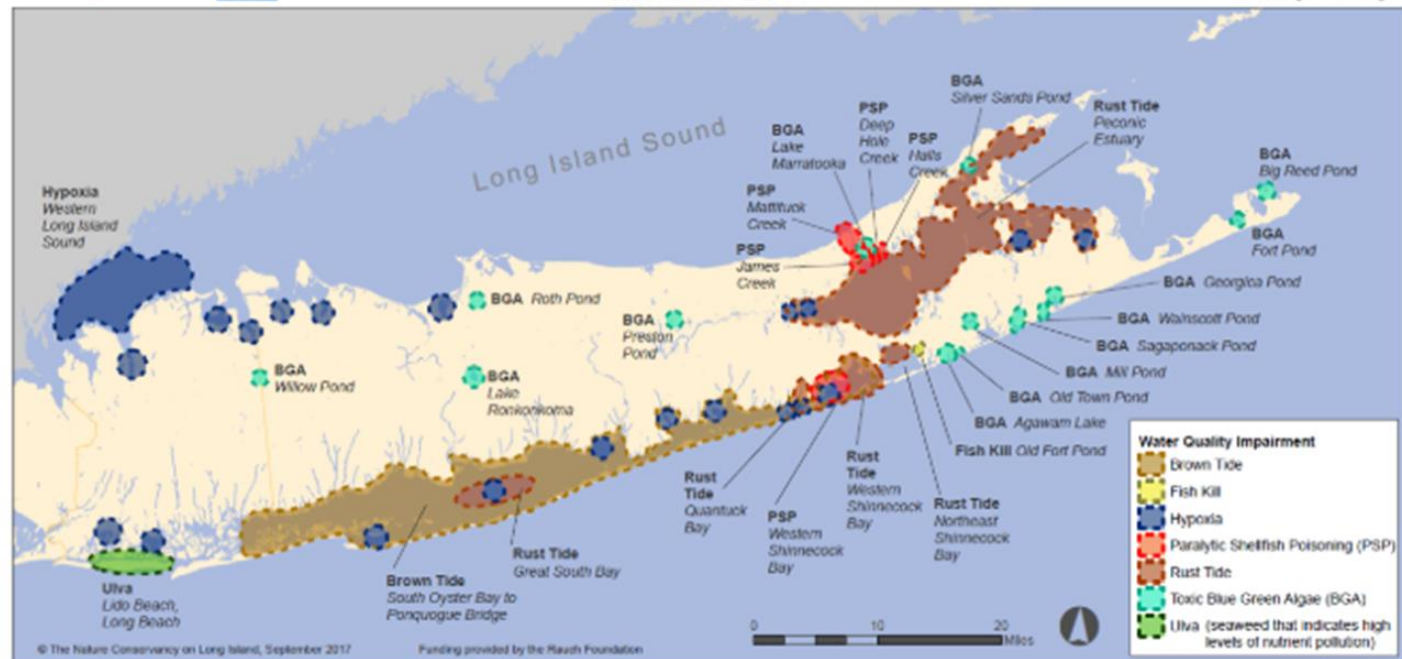 Long Island Sound
Hypoxia
Western
Long Island
Sound
BGA
Silver Sands Pond
PSP
Deep
Hole
Creek
BGA
Lake
Marratooka
PSP
Halls
Creek
Rust Tide
Peconic
Estuary
BGA
Big Reed Pond
PSP
Mattituck
Creek
PSP
James
Creek
BGA
Fort Pond
BGA Georgica Pond
BGA Roth Pond
BGA
Preston
Pond
BGA Wainscott Pond
BGA Sagaponack Pond
BGA
Willow Pond
BGA
Lake
Ronkonkoma
BGA Mill Pond
BGA Old Town Pond
BGA Agawam Lake
Fish Kill Old Fort Pond
Rust
Tide
Quantuck
Bay
PSP
Western
Shinnecock
Bay
Rust
Tide
Western
Shinnecock
Bay
Rust Tide
Northeast
Shinnecock
Bay
Rust Tide
Great South Bay
Brown Tide
South Oyster Bay to
Ponquogue Bridge
Ulva
Lido Beach,
Long Beach
Water Quality Impairment
Brown Tide
Fish Kill
Hypoxia
Paralytic Shellfish Poisoning (PSP)
Rust Tide
Toxic Blue Green Algae (BGA)
Ulva (seaweed that indicates high
levels of nutrient pollution)
0 10 20
Miles
© The Nature Conservancy on Long Island, September 2017 Funding provided by the Rauch Foundation